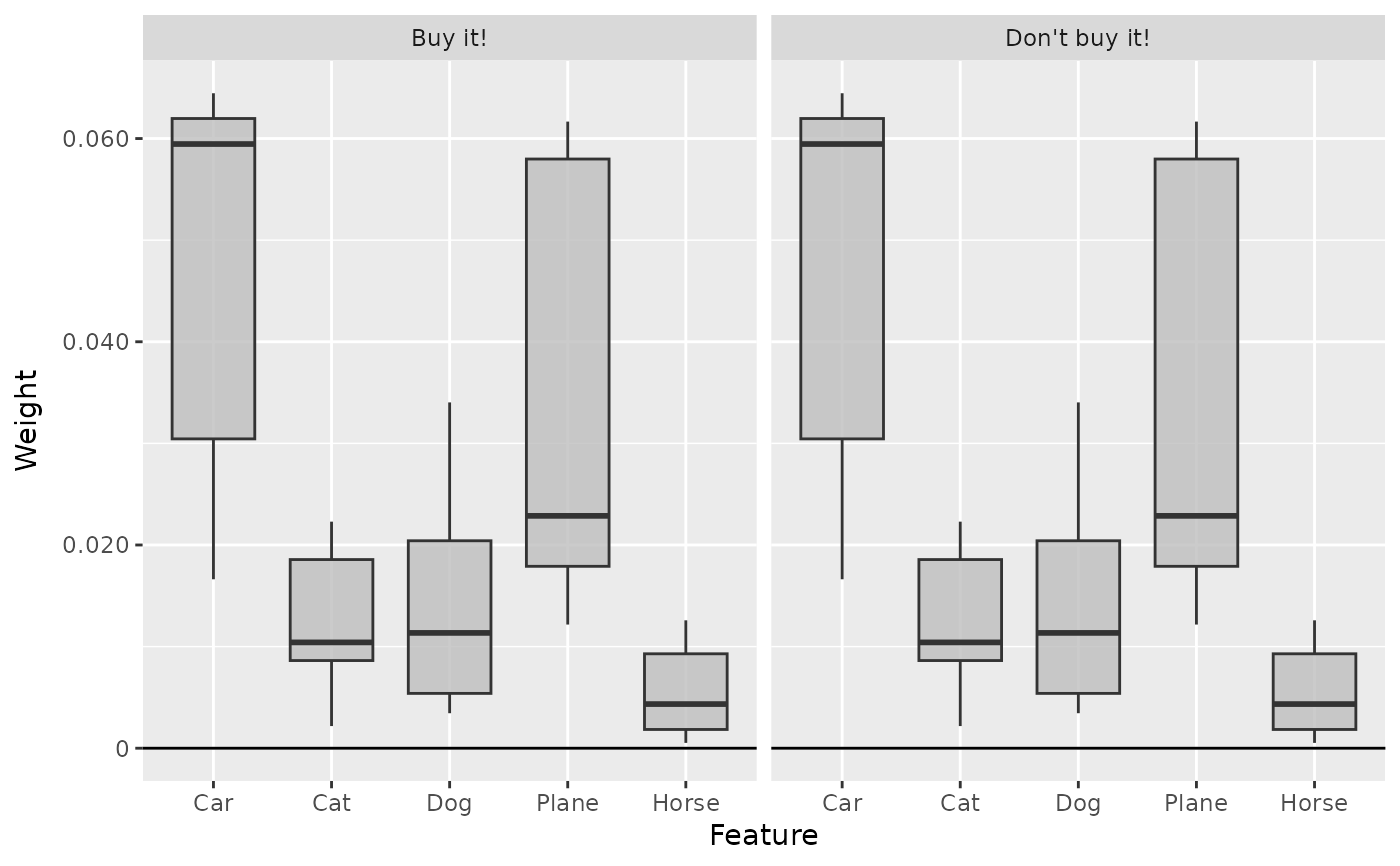 Buy it!
Don't buy it!
0.060
0.040
0.020
0
Weight
Car Cat Dog Plane Horse
Car Cat Dog Plane Horse
Feature